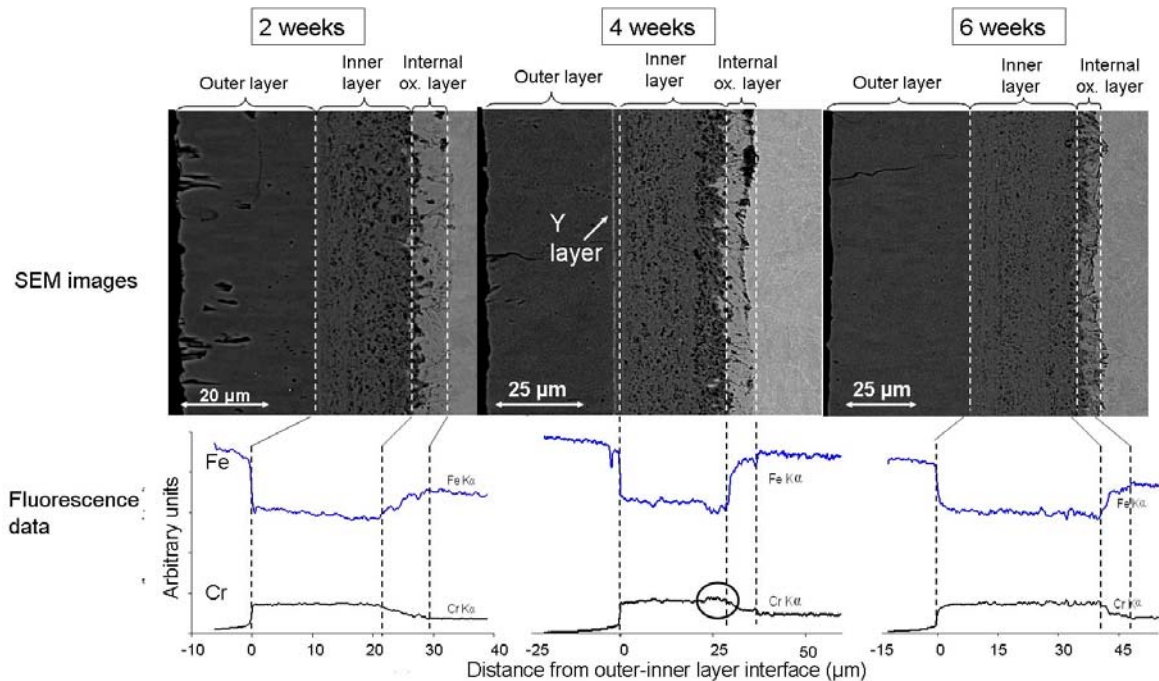 2 weeks
4 weeks
6 weeks
Outer layer
Inner
layer
Internal
ox. layer
Outer layer
Inner
layer
Internal
ox. layer
Outer layer
Inner
layer
Internal
ox. layer
SEM images
Y
layer
20 µm
25 µm
25 µm
Fluorescence
data
Arbitrary units
Fe
Fe Kα
Cr
Cr Kα
Fe Kα
Cr Kα
Fe Kα
Cr Kα
0
10
20
30
40
-25
0
25
50
-15
0
15
30
45
Distance from outer-inner layer interface (µm)